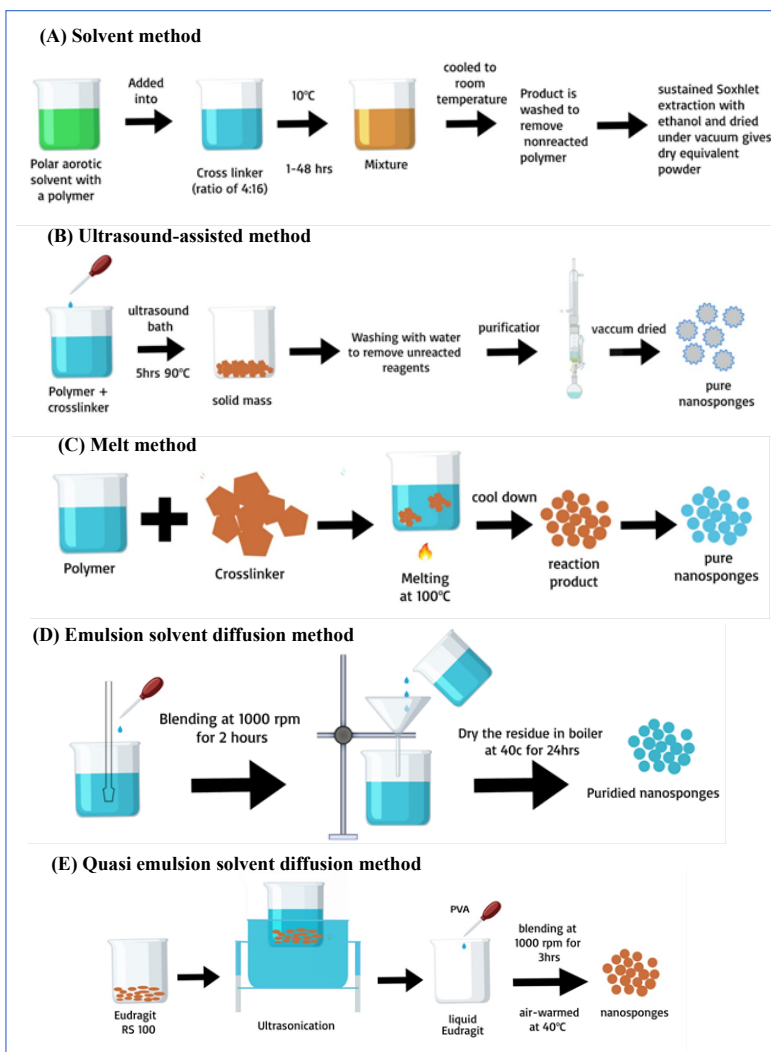 (A) Solvent method
Added
into
10℃
1-48 hrs
cooled to
room
temperature
Product is
washed to
remove
nonreacted
polymer
sustained Soxhlet
extraction with
ethanol and dried
under vacuum gives
dry equivalent
powder
Polar aorotic
solvent with
a polymer
Cross linker
(ratio of 4:16)
Mixture
(B) Ultrasound-assisted method
ultrasound
bath
5hrs 90℃
Polymer +
crosslinker
solid mass
Washing with water
to remove unreacted
reagents
purificatior
vaccum dried
pure
nanosponges
(C) Melt method
Polymer
Crosslinker
Melting
at 100℃
cool down
reaction
product
pure
nanosponges
(D) Emulsion solvent diffusion method
Blending at 1000 rpm
for 2 hours
Dry the residue in boiler
at 40c for 24hrs
Puridied nanosponges
(E) Quasi emulsion solvent diffusion method
Eudragit
RS 100
Ultrasonication
PVA
liquid
Eudragit
blending at
1000 rpm for
3hrs
air-warmed
at 40℃
nanosponges